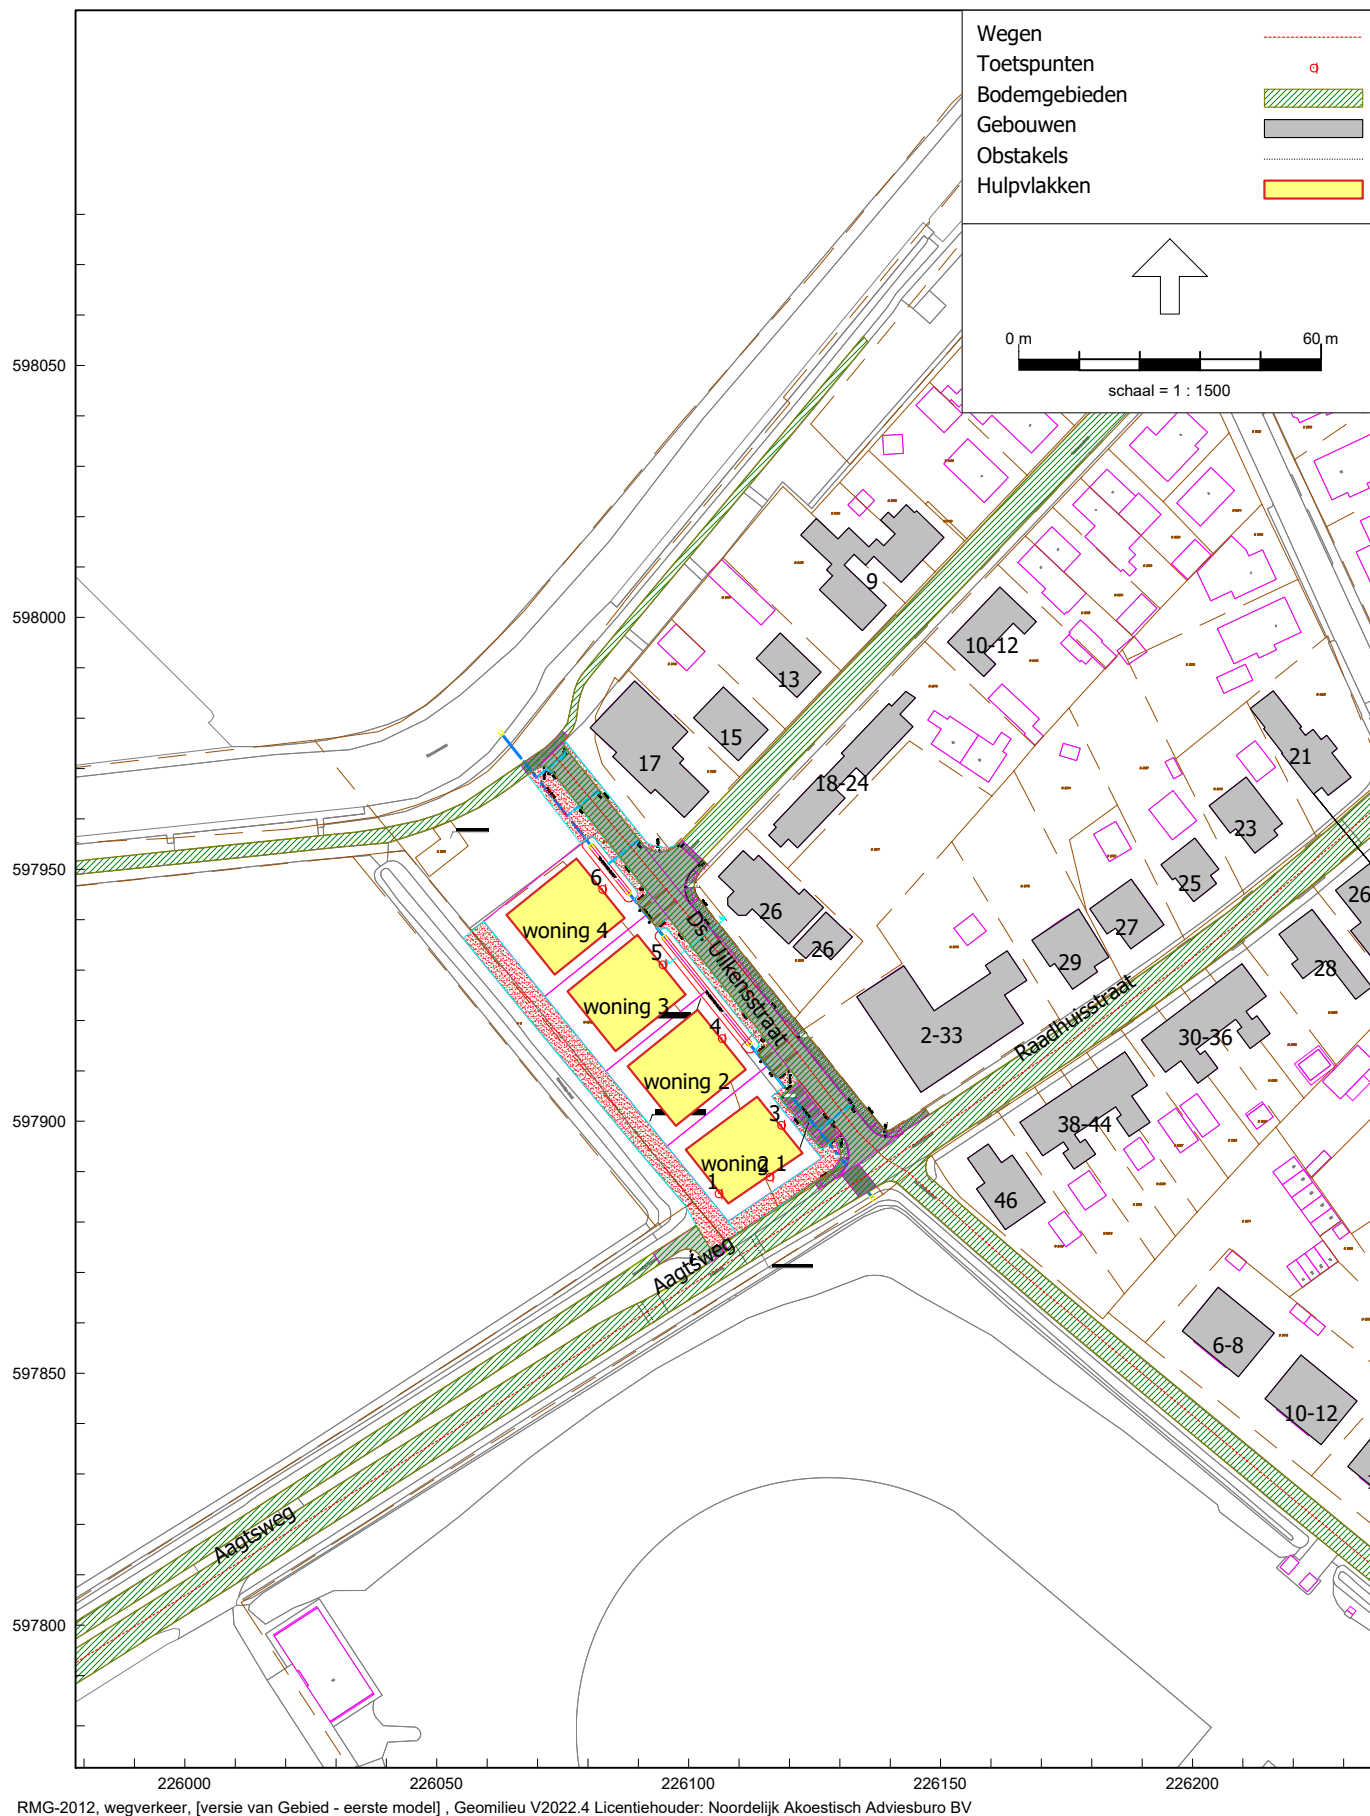 Wegen
Toetspunten
Bodemgebieden
Gebouwen
Obstakels
Hulpvlakken
0 m
60 m
schaal = 1 : 1500
598050
598000
597950
597900
597850
597800
9
10-12
13
15
17
18-24
21
23
25
26
26
26
27
29
28
2-33
30-36
38-44
46
6-8
10-12
Ds. Uilkensstraat
Raadhuisstraat
Aagtsweg
Aagtsweg
6
woning 4
5
woning 3
4
woning 2
3
woning 1
2
1
226000
226050
226100
226150
226200
RMG-2012, wegverkeer, [versie van Gebied - eerste model] , Geomilieu V2022.4 Licentiehouder: Noordelijk Akoestisch Adviesburo BV